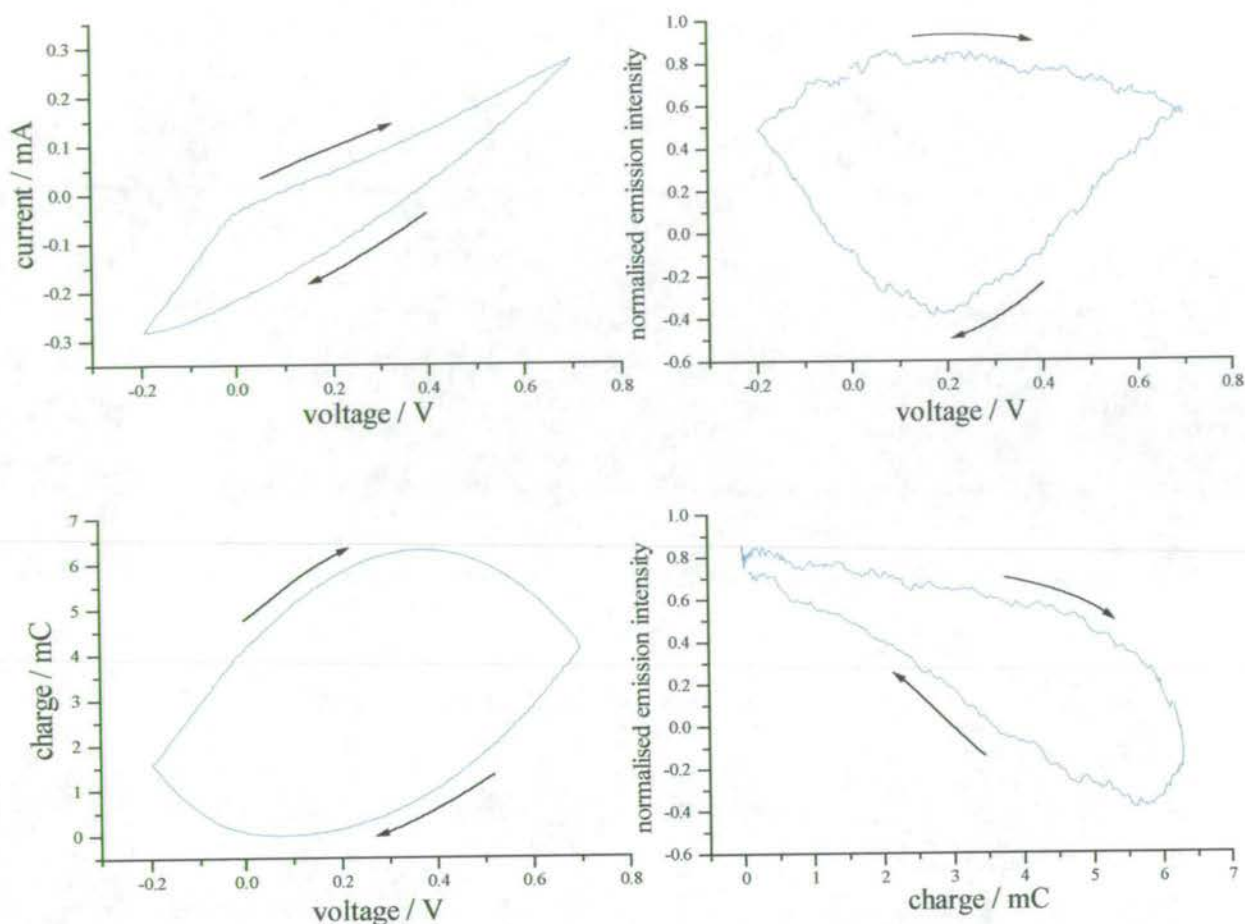 0.3
0.2
0.1
0.0
-0.1
-0.2
-0.3
current / mA
-0.2 0.0 0.2 0.4 0.6 0.8
voltage / V
1.0
0.8
0.6
0.4
0.2
0.0
-0.2
-0.4
-0.6
normalised emission intensity
-0.2 0.0 0.2 0.4 0.6 0.8
voltage / V
7
6
5
4
3
2
1
0
charge / mC
-0.2 0.0 0.2 0.4 0.6 0.8
voltage / V
1.0
0.8
0.6
0.4
0.2
0.0
-0.2
-0.4
-0.6
normalised emission intensity
0 1 2 3 4 5 6 7
charge / mC